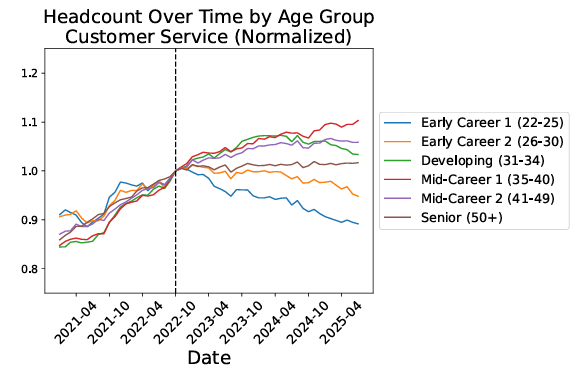 Headcount Over Time by Age Group
Customer Service (Normalized)
1.2
1.1
1.0
0.9
0.8
2021-04
2021-10
2022-04
2022-10
2023-04
2023-10
2024-04
2024-10
2025-04
Date
Early Career 1 (22-25)
Early Career 2 (26-30)
Developing (31-34)
Mid-Career 1 (35-40)
Mid-Career 2 (41-49)
Senior (50+)